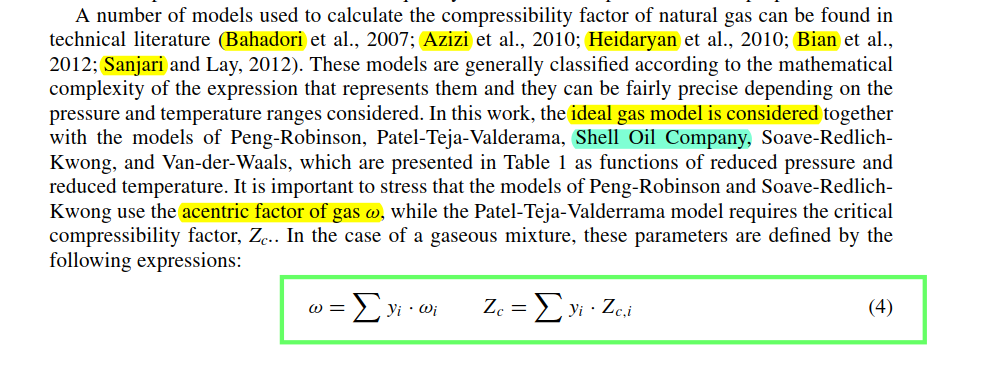 A number of models used to calculate the compressibility factor of natural gas can be found in
technical literature (Bahadori et al., 2007; Azizi et al., 2010; Heidaryan et al., 2010; Bian et al.,
2012; Sanjari and Lay, 2012). These models are generally classified according to the mathematical
complexity of the expression that represents them and they can be fairly precise depending on the
pressure and temperature ranges considered. In this work, the ideal gas model is considered together
with the models of Peng-Robinson, Patel-Teja-Valderama, Shell Oil Company, Soave-Redlich-
Kwong, and Van-der-Waals, which are presented in Table 1 as functions of reduced pressure and
reduced temperature. It is important to stress that the models of Peng-Robinson and Soave-Redlich-
Kwong use the acentric factor of gas ω, while the Patel-Teja-Valderrama model requires the critical
compressibility factor, Z_c.. In the case of a gaseous mixture, these parameters are defined by the
following expressions:
ω = ∑ y_i · ω_i Z_c = ∑ y_i · Z_{c,i} (4)